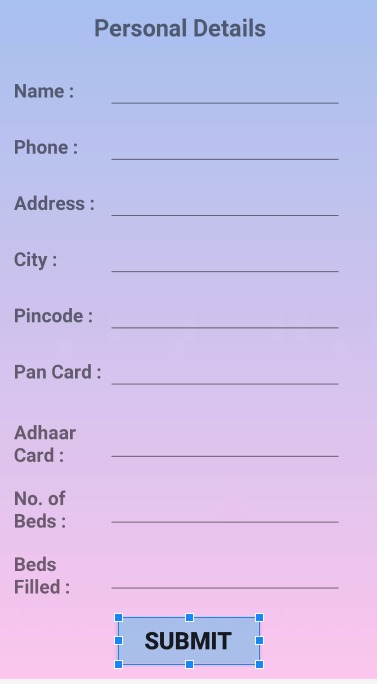 Personal Details
Name :
Phone :
Address :
City :
Pincode :
Pan Card :
Adhaar
Card :
No. of
Beds :
Beds
Filled :
SUBMIT